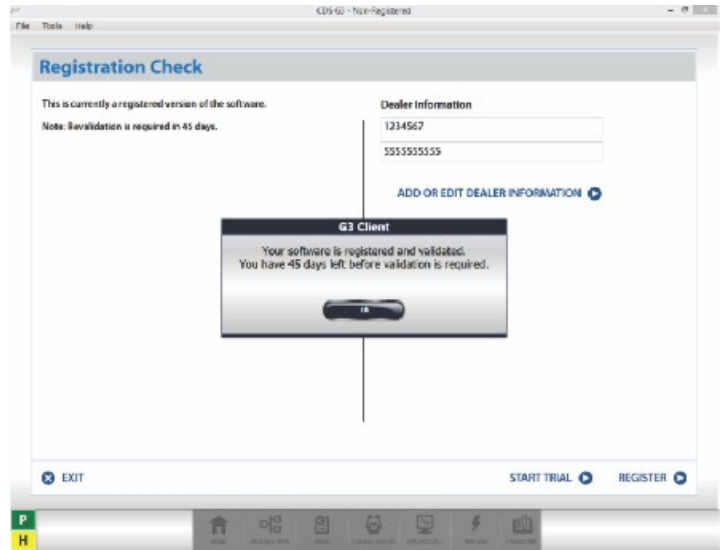 CDS-G3 - Non-Registered
File Tools Help
Registration Check
This is currently a registered version of the software.
Note: Revalidation is required in 45 days.
Dealer Information
1234567
5555555555
ADD OR EDIT DEALER INFORMATION
G3 Client
Your software is registered and validated.
You have 45 days left before validation is required.
EXIT
START TRIAL
REGISTER
P
H
HOME